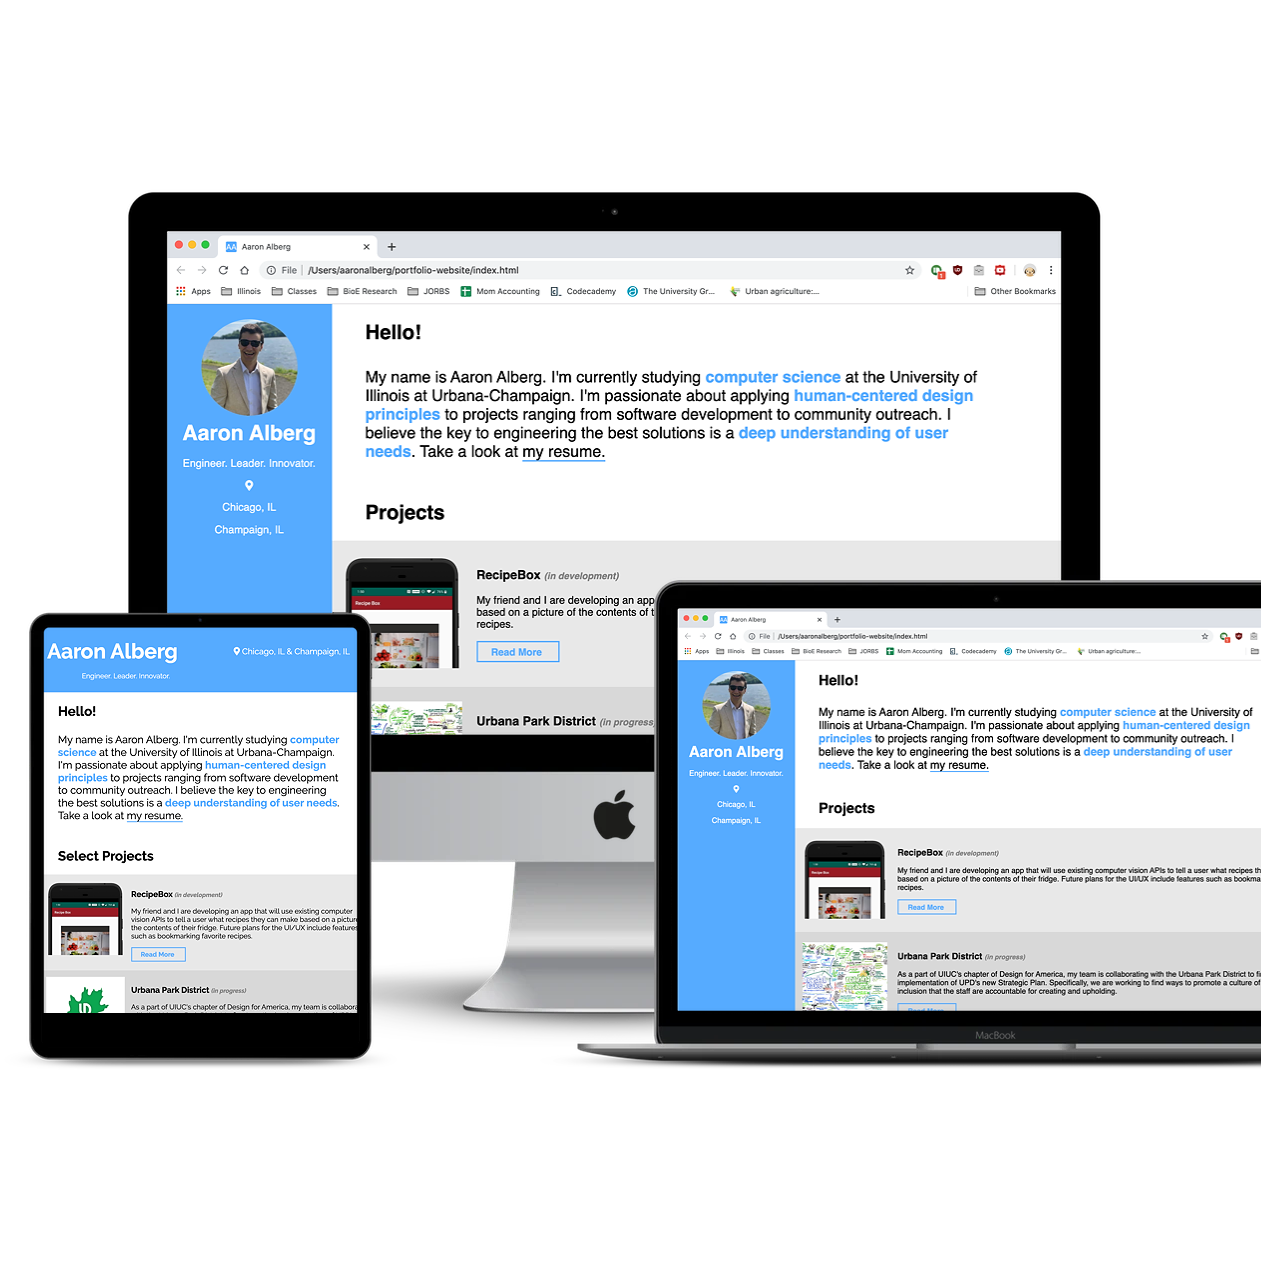 Aaron Alberg
File | /Users/aaronalberg/portfolio-website/index.html
Apps Illinois Classes BioE Research JORBS Mom Accounting Codecademy The University Gr... Urban agriculture:... Other Bookmarks
Aaron Alberg
Engineer. Leader. Innovator.
Chicago, IL
Champaign, IL
Hello!
My name is Aaron Alberg. I'm currently studying computer science at the University of
Illinois at Urbana-Champaign. I'm passionate about applying human-centered design
principles to projects ranging from software development to community outreach. I
believe the key to engineering the best solutions is a deep understanding of user
needs. Take a look at my resume.
Projects
Recipe Box
RecipeBox (in development)
My friend and I are developing an app
based on a picture of the contents of t
recipes.
Read More
Urbana Park District (in progress)
Aaron Alberg
Chicago, IL & Champaign, IL
Engineer. Leader. Innovator.
Hello!
My name is Aaron Alberg. I'm currently studying computer
science at the University of Illinois at Urbana-Champaign.
I'm passionate about applying human-centered design
principles to projects ranging from software development
to community outreach. I believe the key to engineering
the best solutions is a deep understanding of user needs.
Take a look at my resume.
Select Projects
Recipe Box
RecipeBox (in development)
My friend and I are developing an app that will use existing computer
vision APIs to tell a user what recipes they can make based on a picture
the contents of their fridge. Future plans for the UI/UX include features
such as bookmarking favorite recipes.
Read More
Urbana Park District (in progress)
As a part of UIUC's chapter of Design for America, my team is collabora
Aaron Alberg
File | /Users/aaronalberg/portfolio-website/index.html
Apps Illinois Classes BioE Research JORBS Mom Accounting Codecademy The University Gr... Urban agriculture:...
Aaron Alberg
Engineer. Leader. Innovator.
Chicago, IL
Champaign, IL
Hello!
My name is Aaron Alberg. I'm currently studying computer science at the University of
Illinois at Urbana-Champaign. I'm passionate about applying human-centered design
principles to projects ranging from software development to community outreach. I
believe the key to engineering the best solutions is a deep understanding of user
needs. Take a look at my resume.
Projects
Recipe Box
RecipeBox (in development)
My friend and I are developing an app that will use existing computer vision APIs to tell a user what recipes th
based on a picture of the contents of their fridge. Future plans for the UI/UX include features such as bookma
recipes.
Read More
Urbana Park District (in progress)
As a part of UIUC's chapter of Design for America, my team is collaborating with the Urbana Park District to fi
implementation of UPD's new Strategic Plan. Specifically, we are working to find ways to promote a culture of
inclusion that the staff are accountable for creating and upholding.
Read More
MacBook